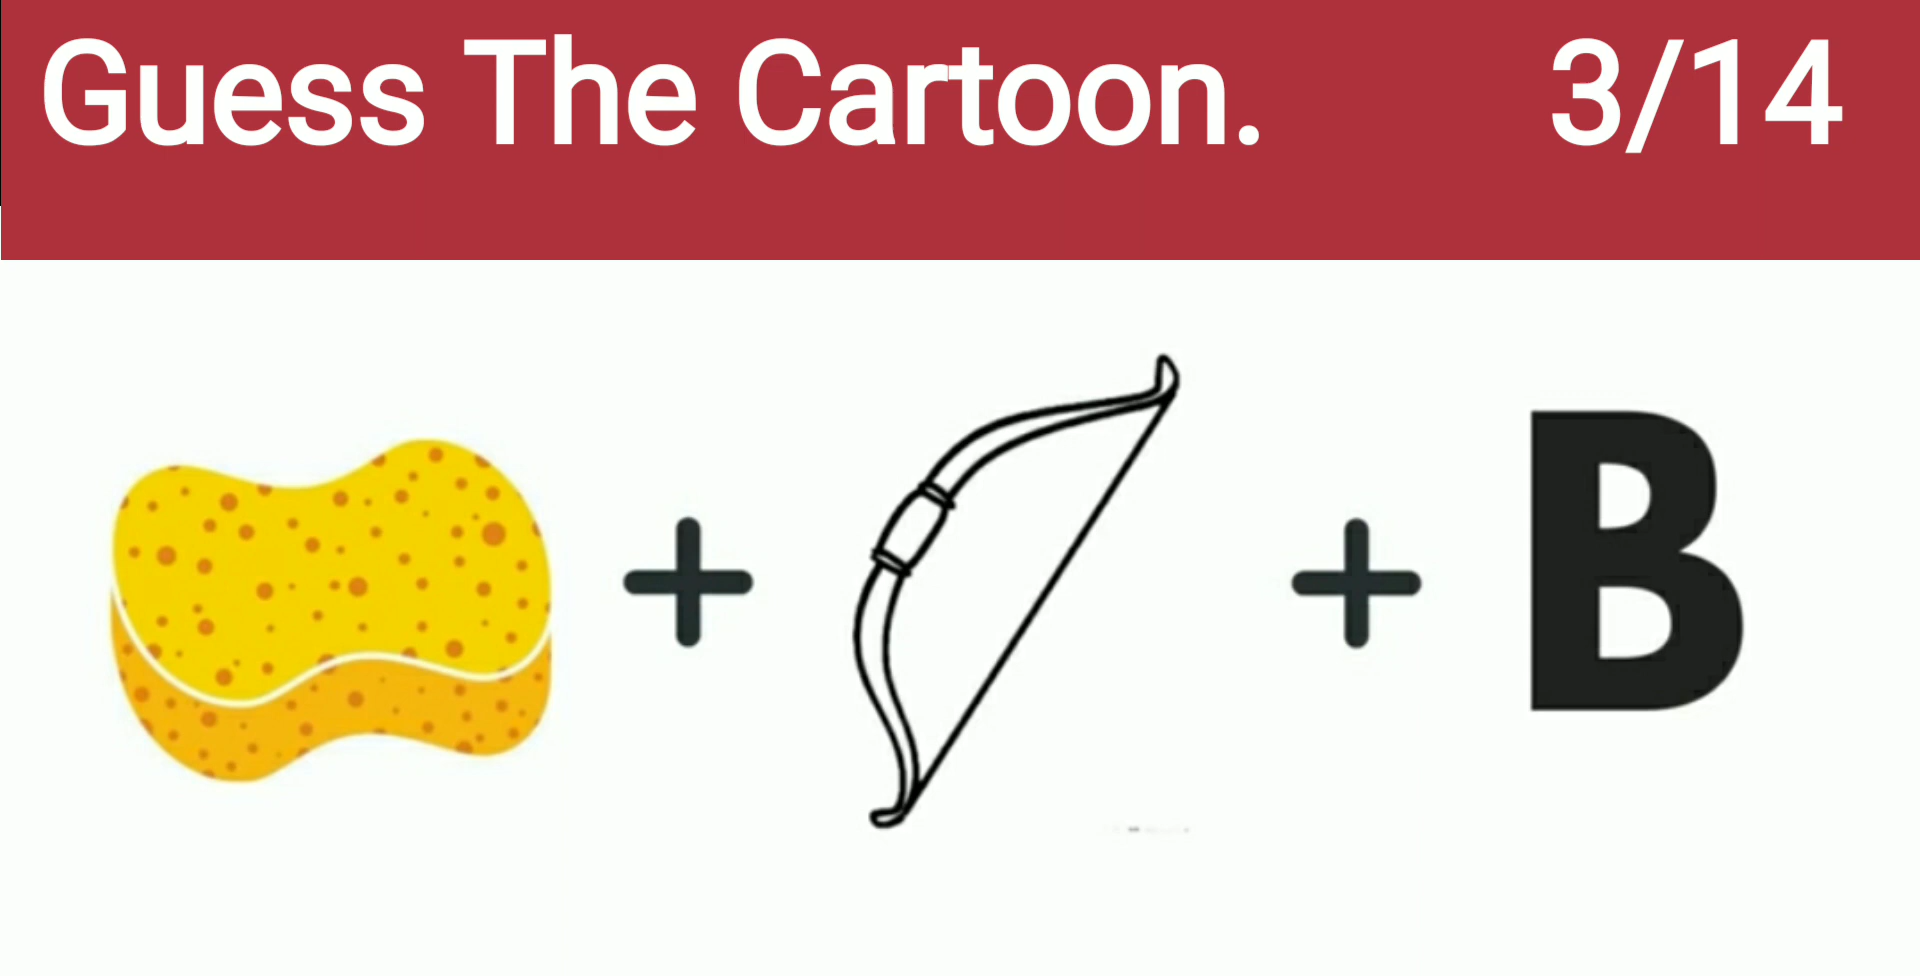 Guess The Cartoon. 3/14
+ + B